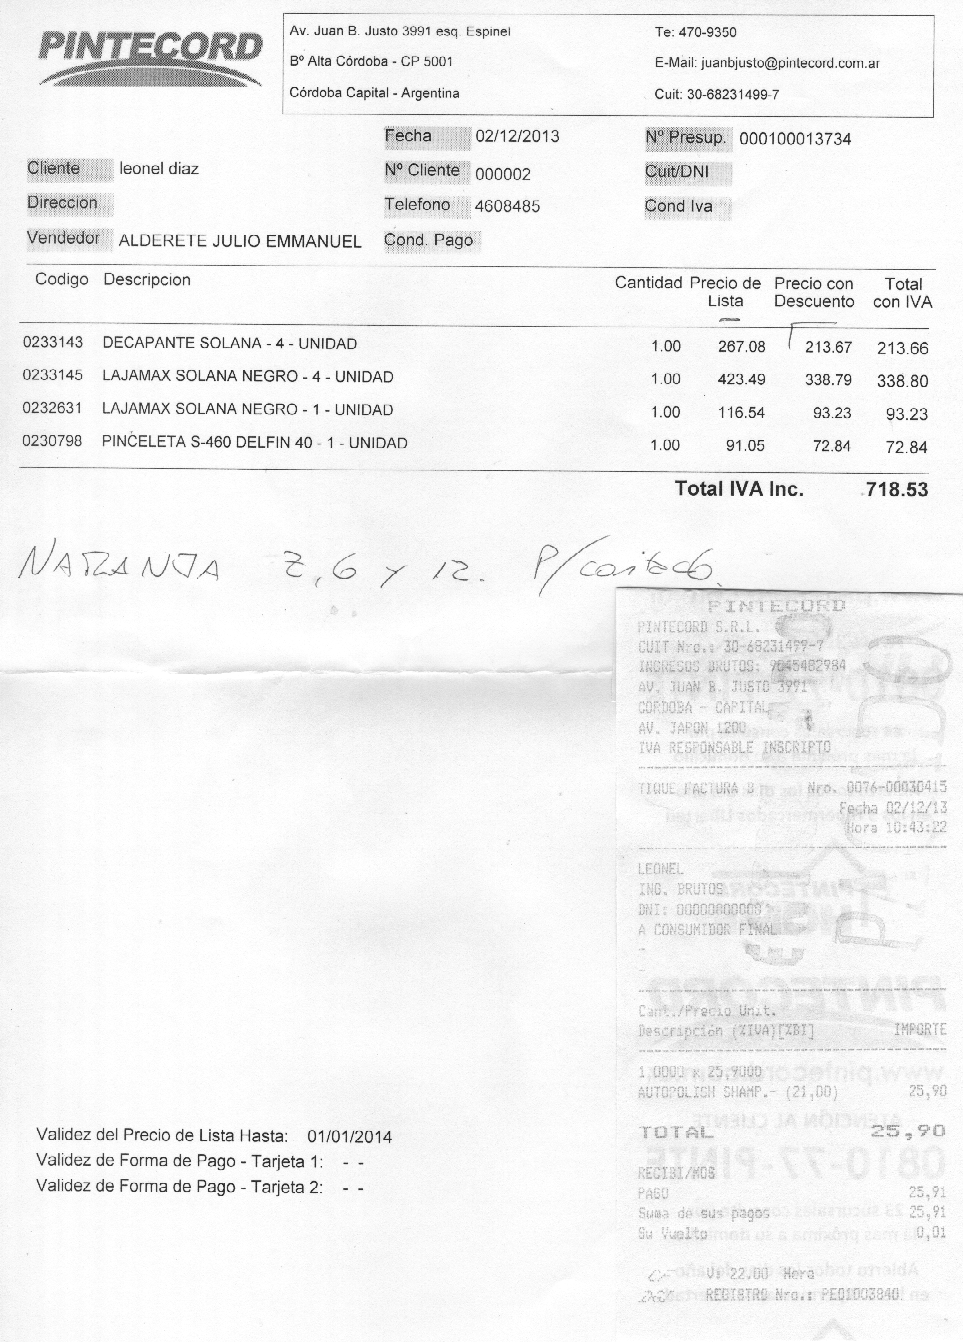 PINTECORD
Av. Juan B. Justo 3991 esq. Espinel Te: 470-9350
Bº Alta Córdoba - CP 5001 E-Mail: juanbjusto@pintecord.com.ar
Córdoba Capital - Argentina Cuit: 30-68231499-7
Fecha 02/12/2013 Nº Presup. 000100013734
Cliente leonel diaz Nº Cliente 000002 Cuit/DNI
Direccion Telefono 4608485 Cond Iva
Vendedor ALDERETE JULIO EMMANUEL Cond. Pago
Codigo Descripcion Cantidad Precio de Lista Precio con Descuento Total con IVA
0233143 DECAPANTE SOLANA - 4 - UNIDAD 1.00 267.08 213.67 213.66
0233145 LAJAMAX SOLANA NEGRO - 4 - UNIDAD 1.00 423.49 338.79 338.80
0232631 LAJAMAX SOLANA NEGRO - 1 - UNIDAD 1.00 116.54 93.23 93.23
0230798 PINCELETA S-460 DELFIN 40 - 1 - UNIDAD 1.00 91.05 72.84 72.84
Total IVA Inc. 718.53
NARANJA 7,6 y 12. P/
PINTECORD
PINTECORD S.R.L.
CUIT Nro.: 30-68231499-7
INGRESOS BRUTOS: 9045402984
AV. JUAN B. JUSTO 3991
CORDOBA - CAPITAL
AV. JAPON 1200
IVA RESPONSABLE INSCRIPTO
TIQUE FACTURA B Nro. 0076-00030415
Fecha 02/12/13
Hora 10:43:22
LEONEL
ING. BRUTOS
DNI: 00000000000
A CONSUMIDOR FINAL
-
-
Cant./Precio Unit.
Descripción (%IVA)[%BI] IMPORTE
1,0000 x 25,9000
AUTOPOLISH SHAMP.- (21,00) 25,90
TOTAL 25,90
RECIBI/MOS
PAGO 25,91
Suma de sus pagos 25,91
Su Vuelto 0,01
V: 22.00 Hera
REGISTRO Nro.: PEO1003840
Validez del Precio de Lista Hasta: 01/01/2014
Validez de Forma de Pago - Tarjeta 1: - -
Validez de Forma de Pago - Tarjeta 2: - -